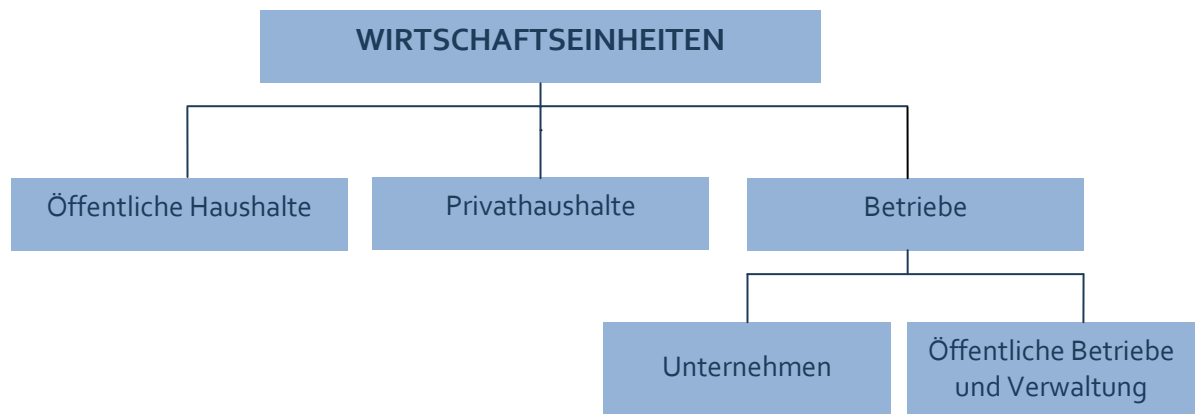 WIRTSCHAFTSEINHEITEN
Öffentliche Haushalte
Privathaushalte
Betriebe
Unternehmen
Öffentliche Betriebe
und Verwaltung